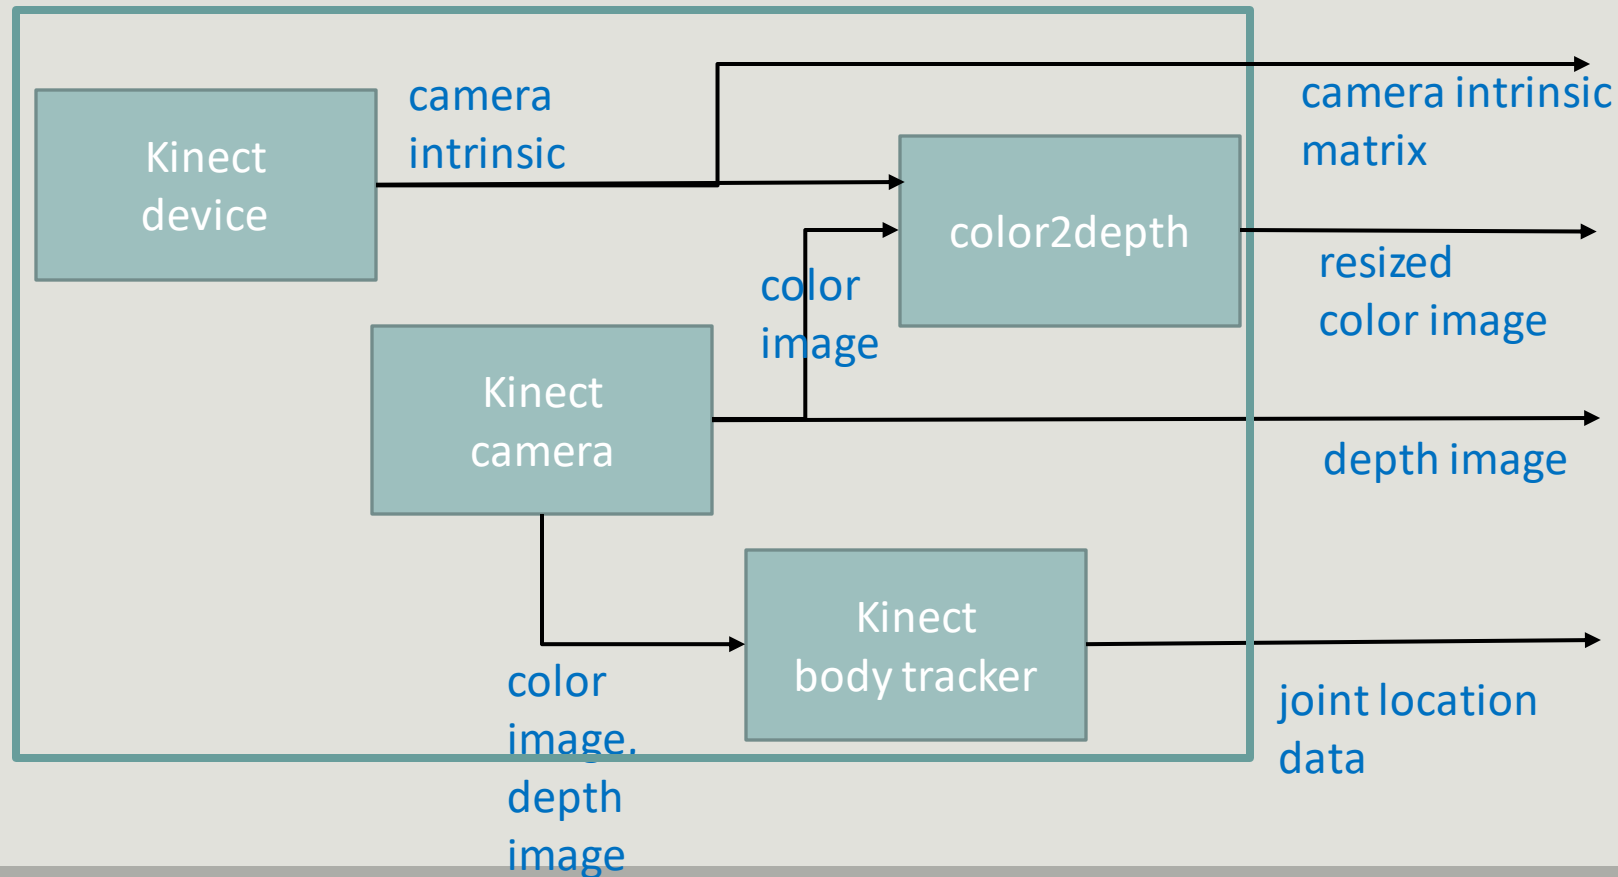 Kinect
device
camera
intrinsic
camera intrinsic
matrix
color2depth
resized
color image
color
image
Kinect
camera
depth image
Kinect
body tracker
color
image,
depth
image
joint location
data